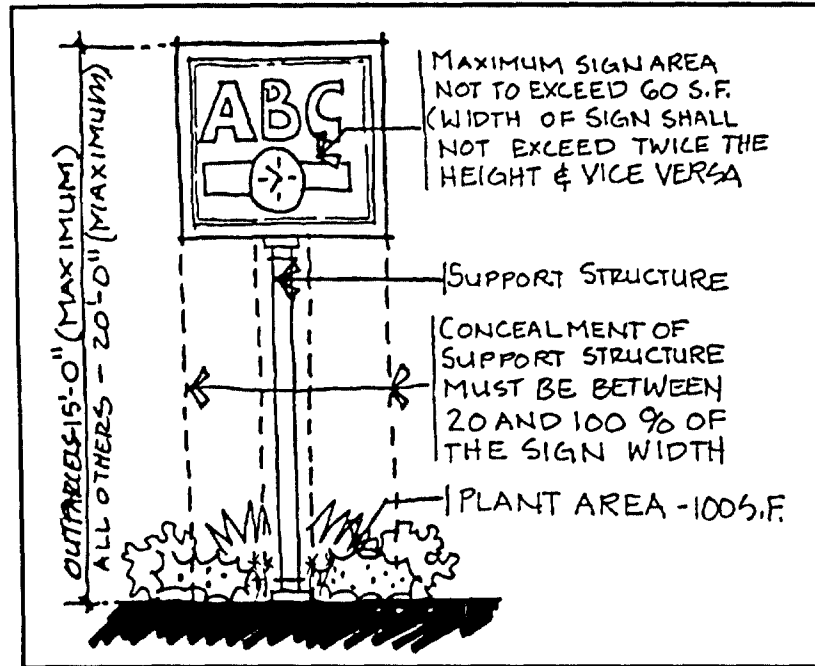 ABC
MAXIMUM SIGN AREA
NOT TO EXCEED 60 S.F.
(WIDTH OF SIGN SHALL
NOT EXCEED TWICE THE
HEIGHT & VICE VERSA
SUPPORT STRUCTURE
CONCEALMENT OF
SUPPORT STRUCTURE
MUST BE BETWEEN
20 AND 100 % OF
THE SIGN WIDTH
PLANT AREA - 100 S.F.
OUTPARCELS-15'-0" (MAXIMUM)
ALL OTHERS - 20'-0" (MAXIMUM)